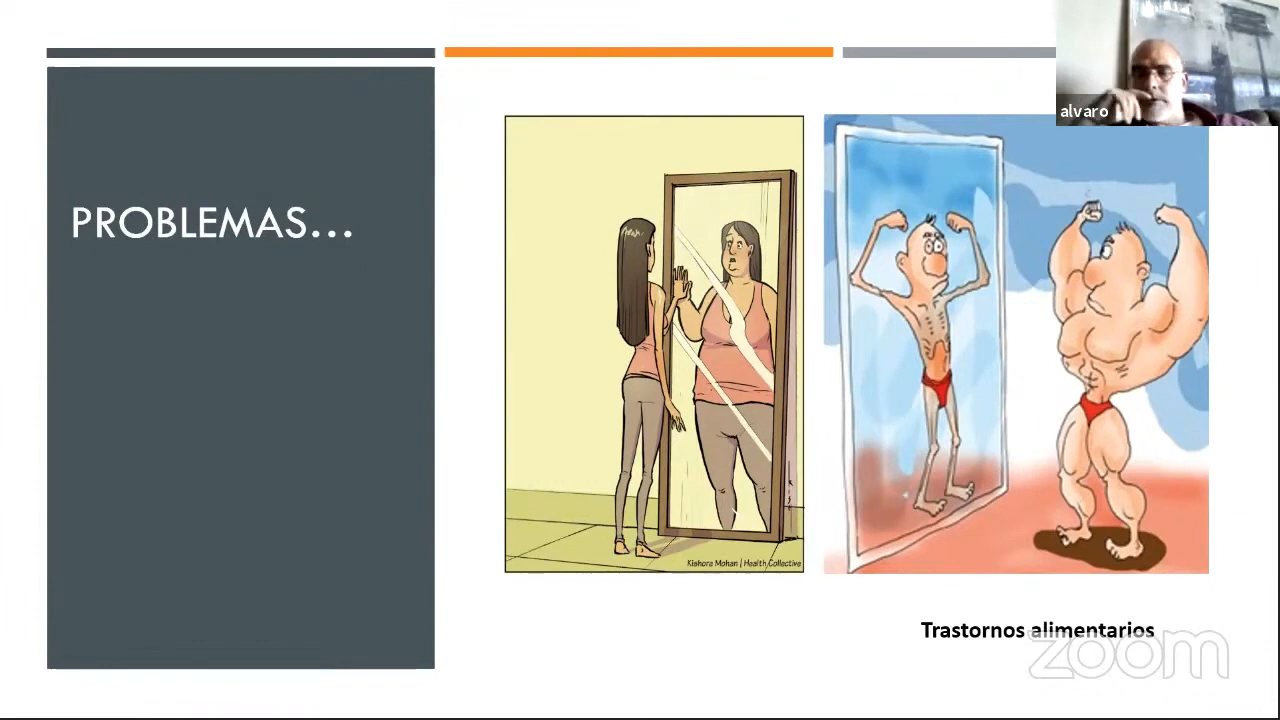 PROBLEMAS...
alvaro
Kishore Mohan | Health Collective
Trastornos alimentarios
zoom